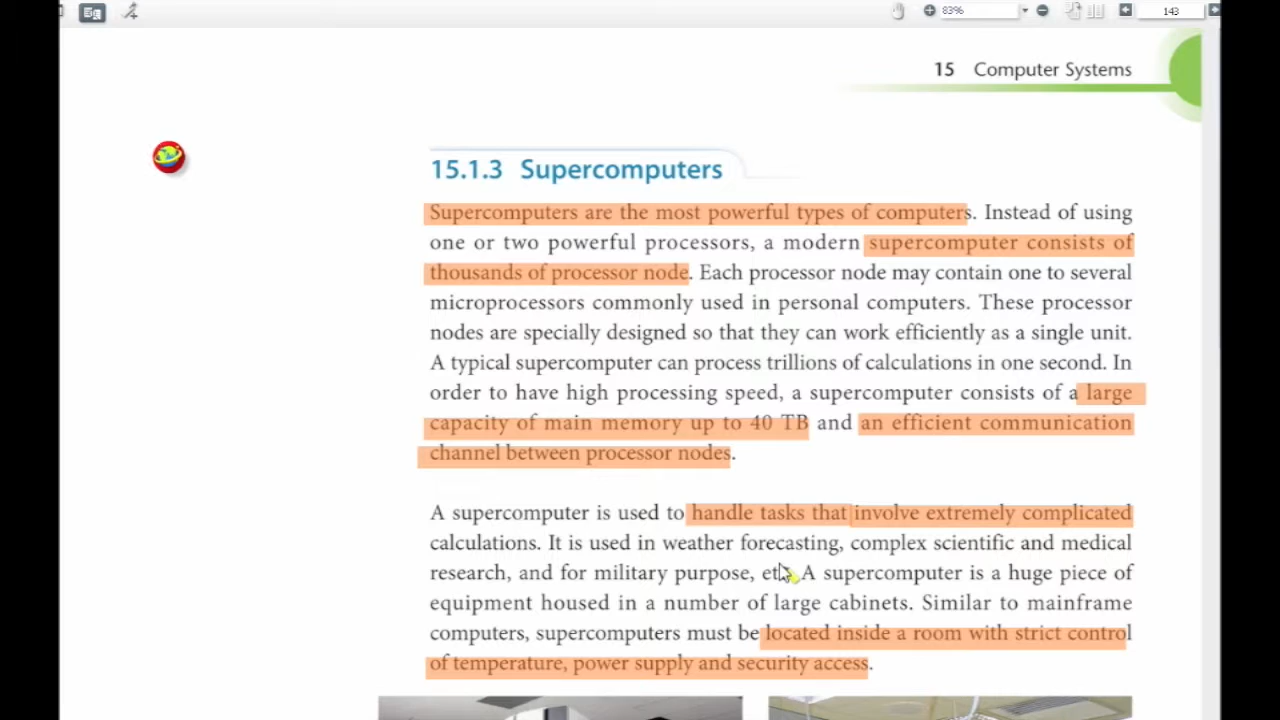 83%
143
15 Computer Systems
15.1.3 Supercomputers
Supercomputers are the most powerful types of computers. Instead of using
one or two powerful processors, a modern supercomputer consists of
thousands of processor node. Each processor node may contain one to several
microprocessors commonly used in personal computers. These processor
nodes are specially designed so that they can work efficiently as a single unit.
A typical supercomputer can process trillions of calculations in one second. In
order to have high processing speed, a supercomputer consists of a large
capacity of main memory up to 40 TB and an efficient communication
channel between processor nodes.
A supercomputer is used to handle tasks that involve extremely complicated
calculations. It is used in weather forecasting, complex scientific and medical
research, and for military purpose, etc. A supercomputer is a huge piece of
equipment housed in a number of large cabinets. Similar to mainframe
computers, supercomputers must be located inside a room with strict control
of temperature, power supply and security access.